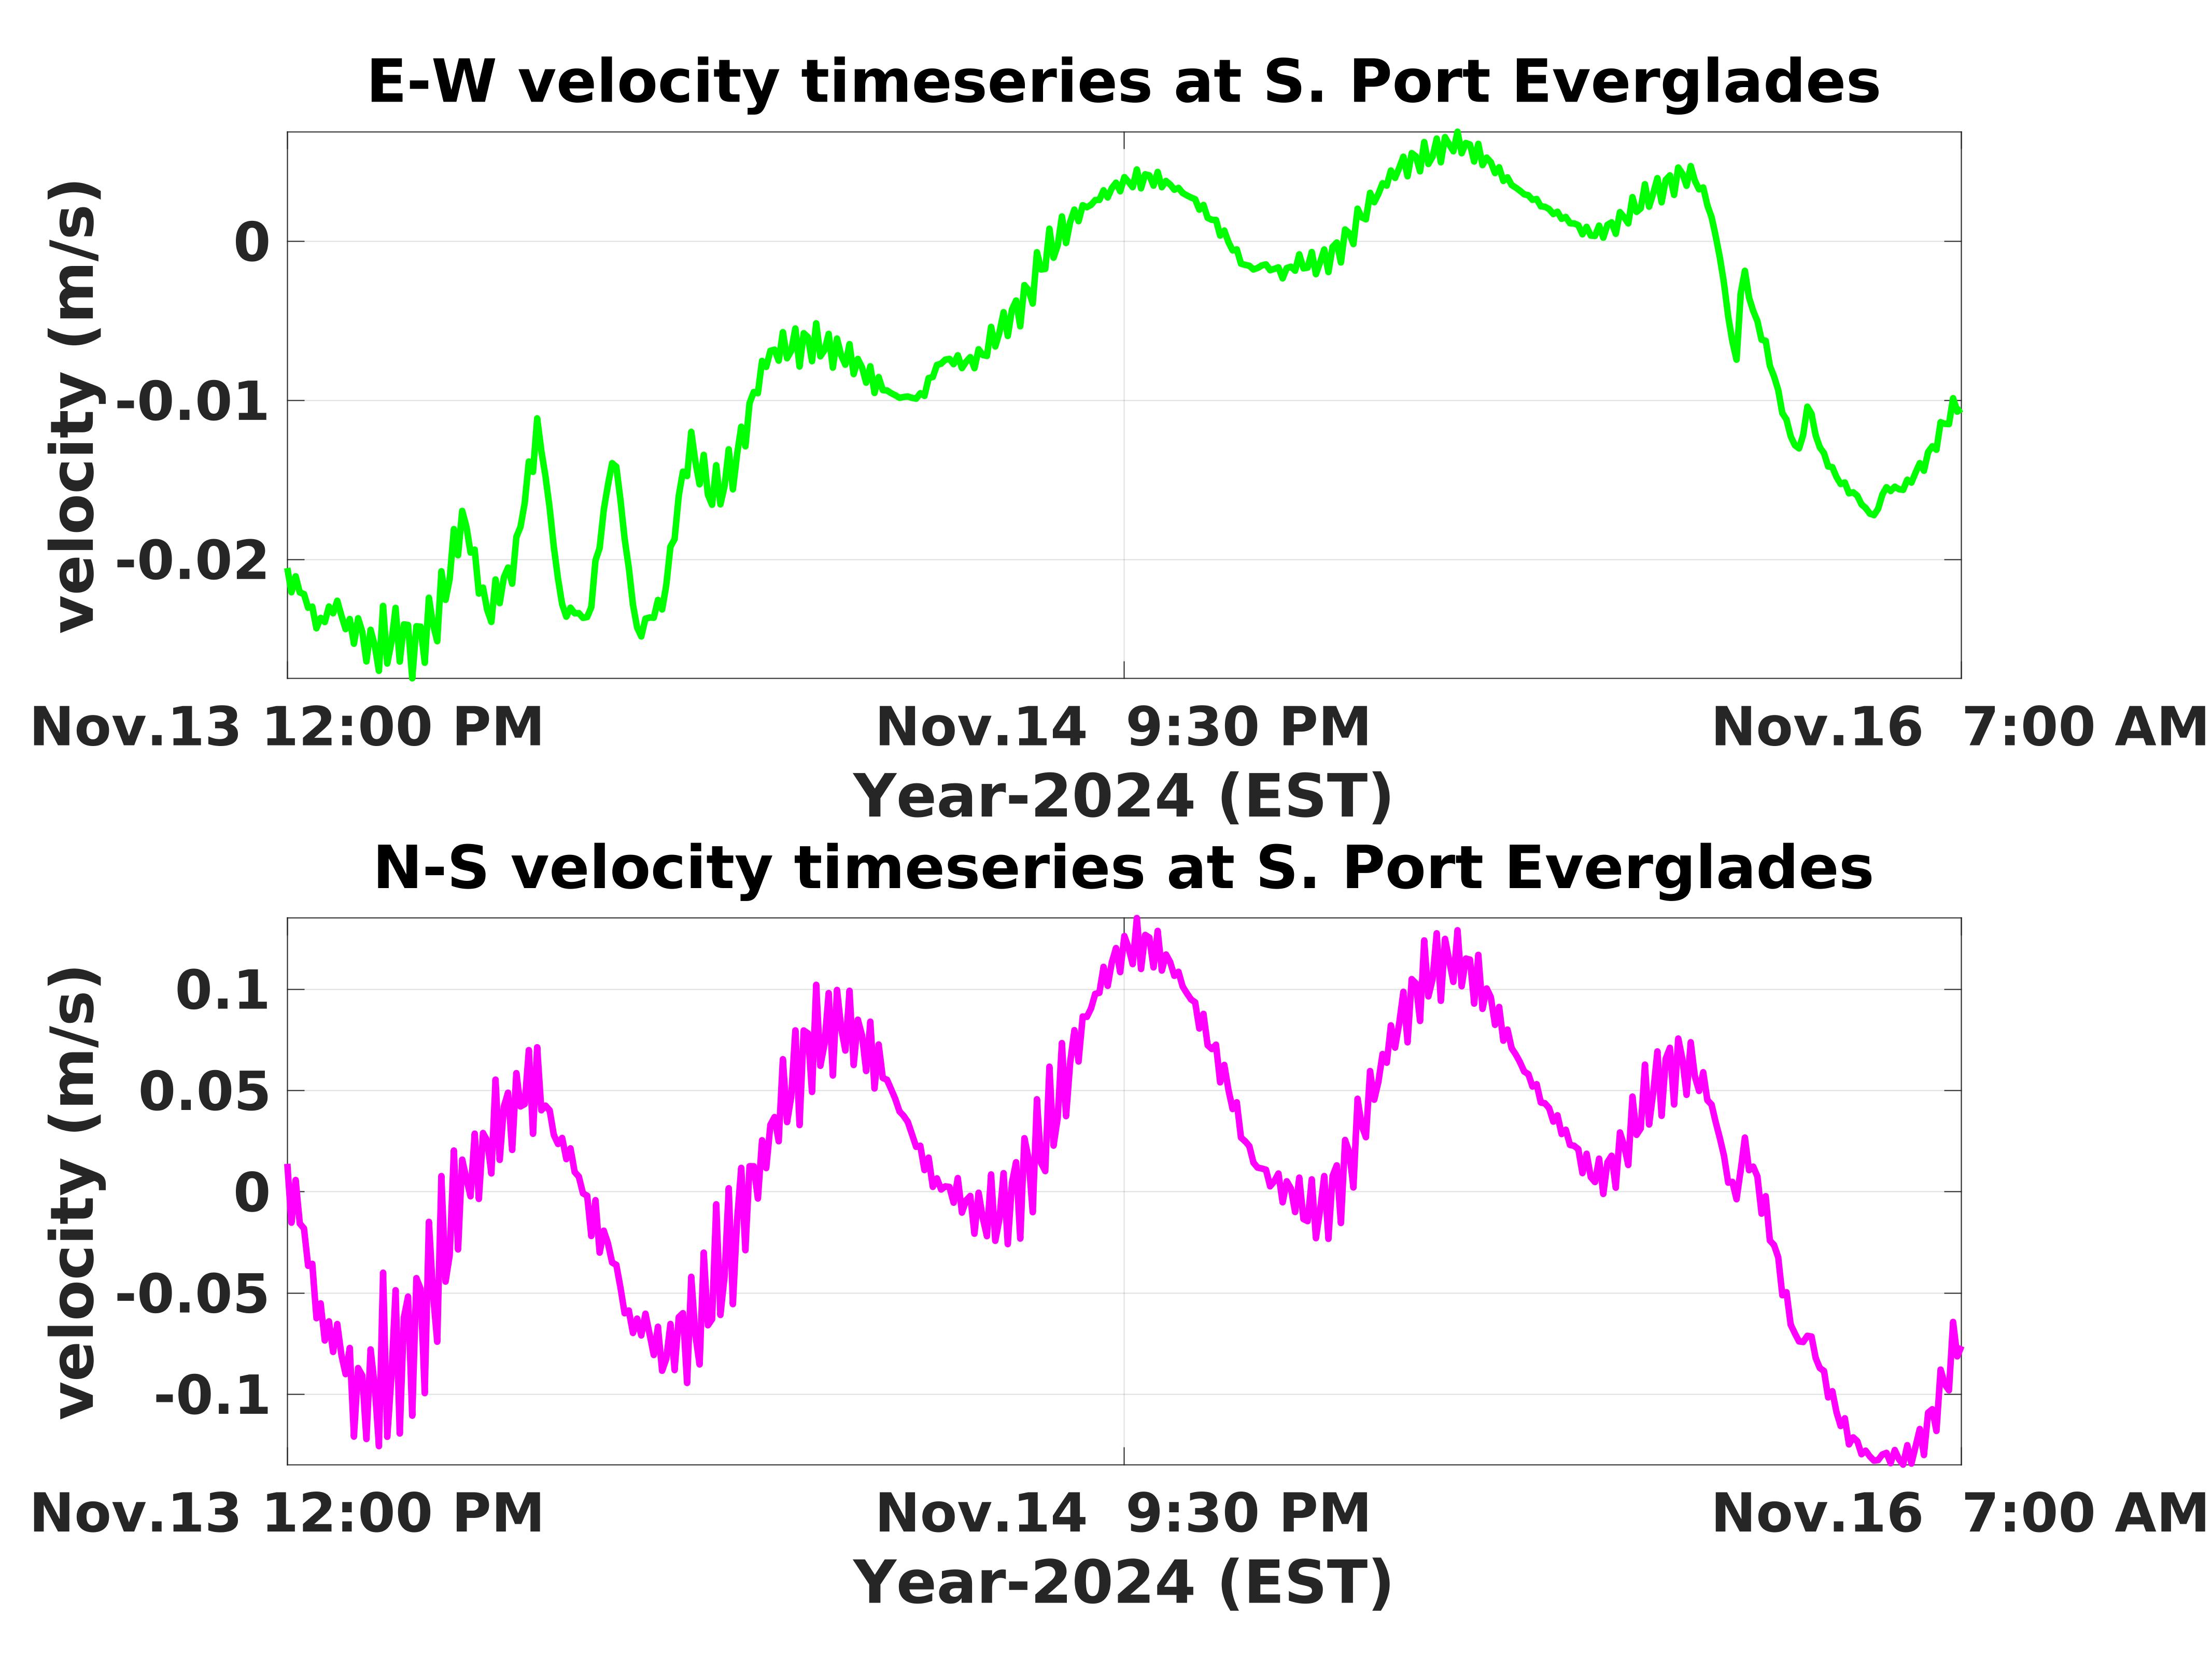 E-W velocity timeseries at S. Port Everglades
velocity (m/s)
0
-0.01
-0.02
Nov.13 12:00 PM
Nov.14  9:30 PM
Nov.16  7:00 AM
Year-2024 (EST)
N-S velocity timeseries at S. Port Everglades
velocity (m/s)
0.1
0.05
0
-0.05
-0.1
Nov.13 12:00 PM
Nov.14  9:30 PM
Nov.16  7:00 AM
Year-2024 (EST)